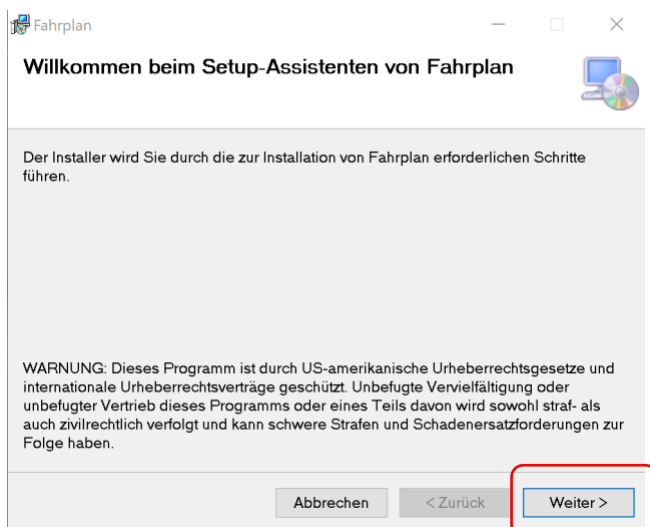 Fahrplan
Willkommen beim Setup-Assistenten von Fahrplan
Der Installer wird Sie durch die zur Installation von Fahrplan erforderlichen Schritte
führen.
WARNUNG: Dieses Programm ist durch US-amerikanische Urheberrechtsgesetze und
internationale Urheberrechtsverträge geschützt. Unbefugte Vervielfältigung oder
unbefugter Vertrieb dieses Programms oder eines Teils davon wird sowohl straf- als
auch zivilrechtlich verfolgt und kann schwere Strafen und Schadenersatzforderungen zur
Folge haben.
Abbrechen < Zurück Weiter >